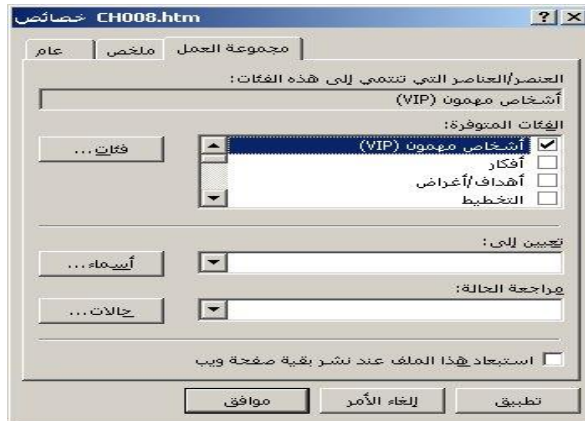 خصائص CH008.htm
عام
ملخص
مجموعة العمل
العنصر/العناصر التي تنتمي إلى هذه الفئات:
أشخاص مهمون (VIP)
الفئات المتوفرة:
أشخاص مهمون (VIP)
أفكار
أهداف/أغراض
التخطيط
فئات...
تعيين إلى:
أسماء...
مراجعة الحالة:
حالات...
استبعاد هذا الملف عند نشر بقية صفحة ويب
موافق
إلغاء الأمر
تطبيق